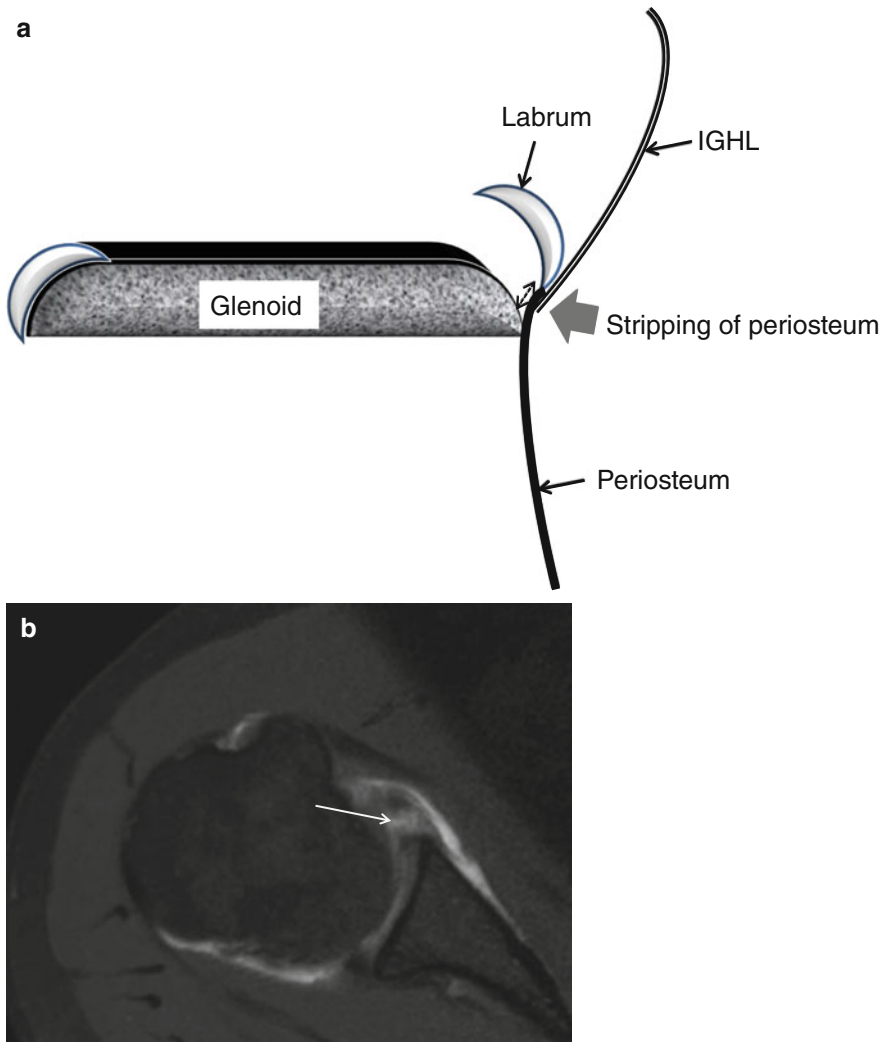 a
Labrum
IGHL
Glenoid
Stripping of periosteum
Periosteum
b